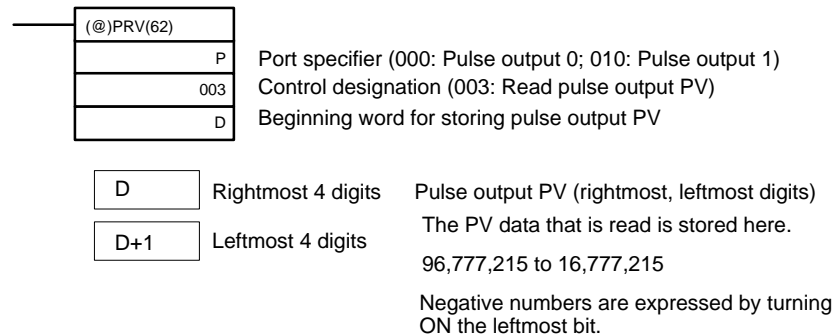 (@)PRV(62)
P Port specifier (000: Pulse output 0; 010: Pulse output 1)
003 Control designation (003: Read pulse output PV)
D Beginning word for storing pulse output PV
D Rightmost 4 digits Pulse output PV (rightmost, leftmost digits)
The PV data that is read is stored here.
D+1 Leftmost 4 digits
96,777,215 to 16,777,215
Negative numbers are expressed by turning
ON the leftmost bit.